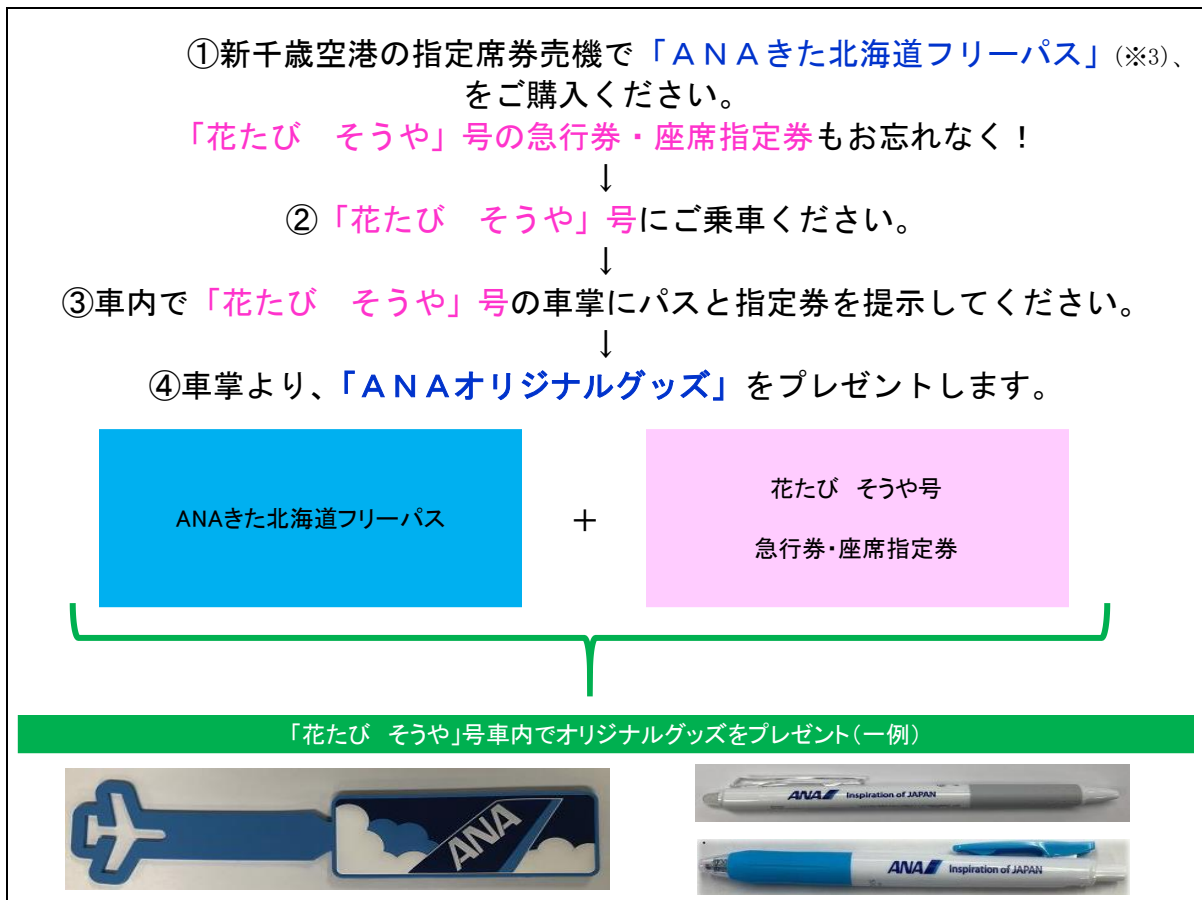 ①新千歳空港の指定席券売機で「ＡＮＡきた北海道フリーパス」(※3)、
をご購入ください。
「花たび　そうや」号の急行券・座席指定券もお忘れなく！
↓
②「花たび　そうや」号にご乗車ください。
↓
③車内で「花たび　そうや」号の車掌にパスと指定券を提示してください。
↓
④車掌より、「ＡＮＡオリジナルグッズ」をプレゼントします。
ANAきた北海道フリーパス
＋
花たび　そうや号
急行券・座席指定券
「花たび　そうや」号車内でオリジナルグッズをプレゼント（一例）
ANA
ANA Inspiration of JAPAN
ANA Inspiration of JAPAN